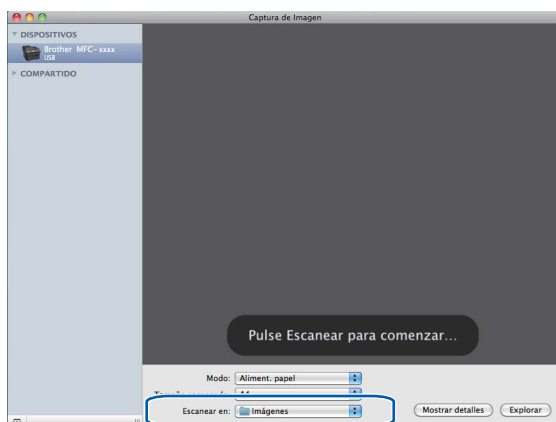 Captura de Imagen
DISPOSITIVOS
Brother MFC-xxxx
USB
COMPARTIDO
Pulse Escanear para comenzar...
Modo: Aliment. papel
A4
Escanear en: Imágenes
Mostrar detalles
Explorar